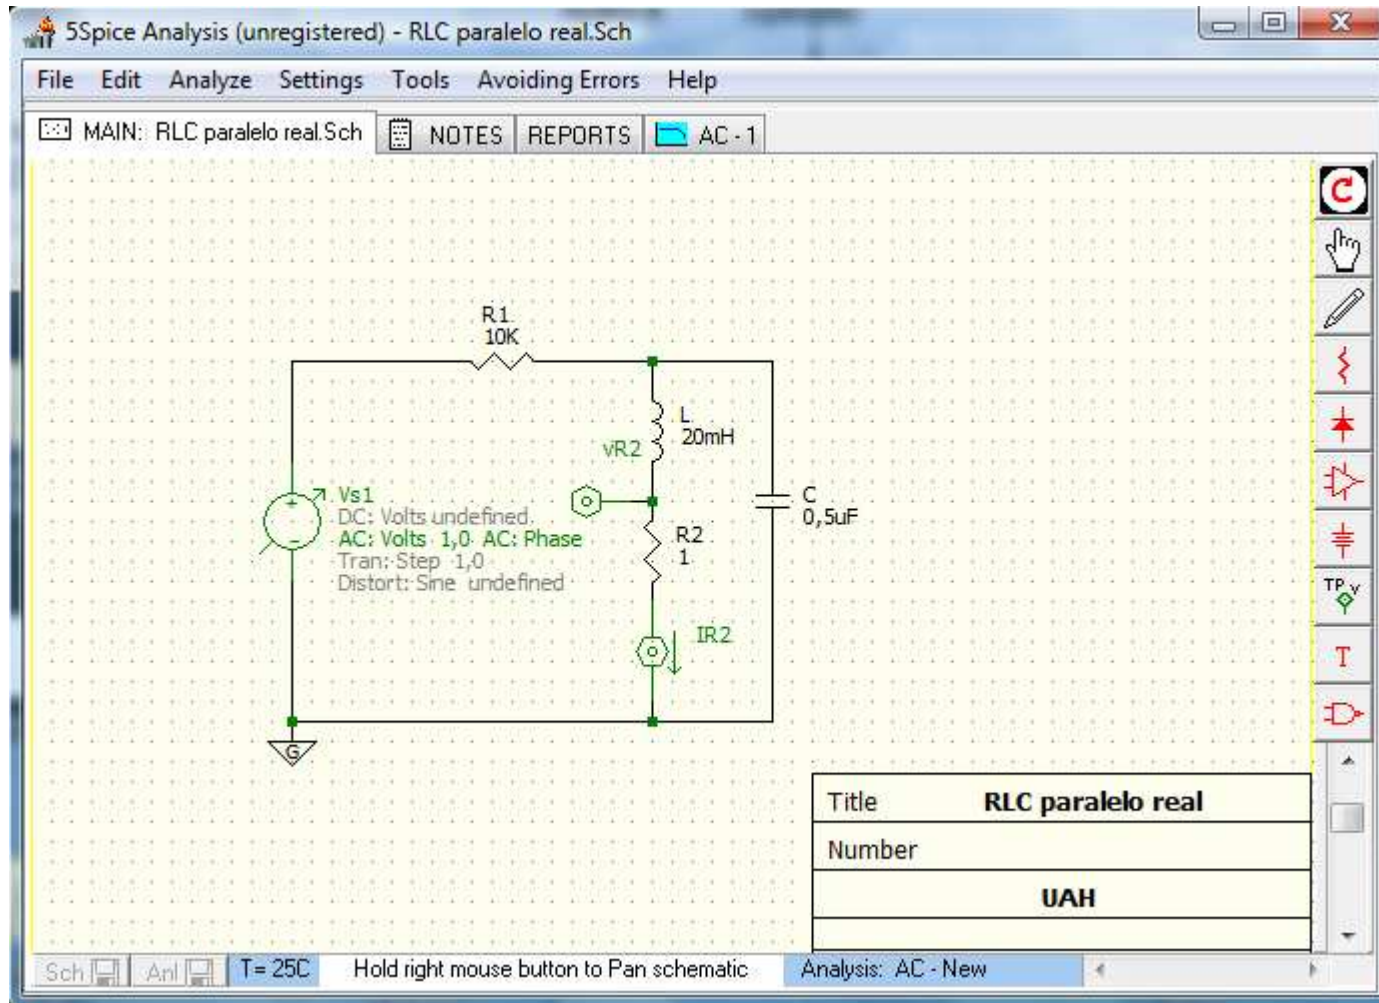 5Spice Analysis (unregistered) - RLC paralelo real.Sch
File Edit Analyze Settings Tools Avoiding Errors Help
MAIN: RLC paralelo real.Sch NOTES REPORTS AC - 1
R1
10K
L
20mH
vR2
Vs1
DC: Volts undefined
AC: Volts 1,0 AC: Phase
Tran: Step 1,0
Distort: Sine undefined
C
0,5uF
R2
1
IR2
G
TP v
T
Title RLC paralelo real
Number
UAH
Sch Anl T= 25C Hold right mouse button to Pan schematic Analysis: AC - New